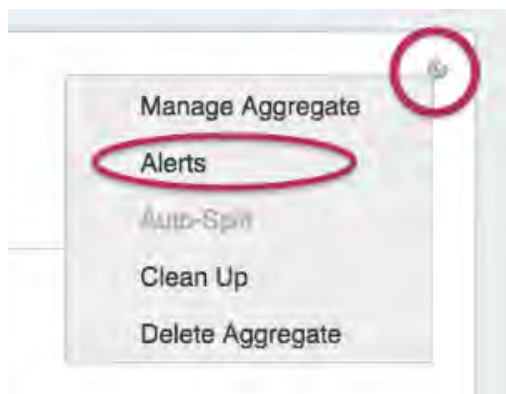 Manage Aggregate
Alerts
Auto-Split
Clean Up
Delete Aggregate